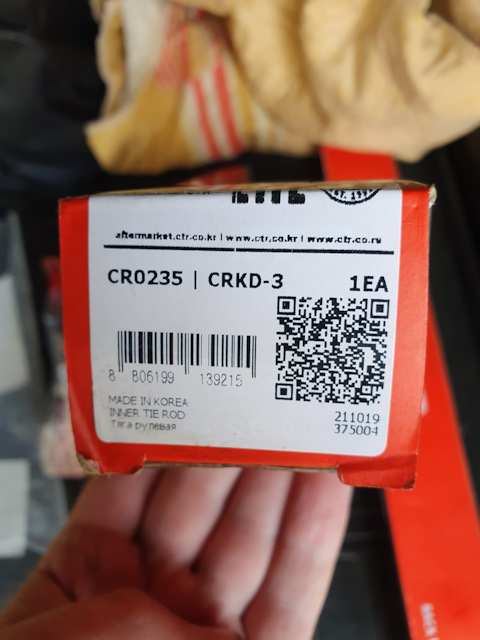 aftermarket.ctr.co.kr | www.ctr.co.kr | www.ctr.co.ru
CR0235 | CRKD-3 1EA
8 806199 139215
MADE IN KOREA
INNER TIE ROD
Тяга рулевая
211019
375004